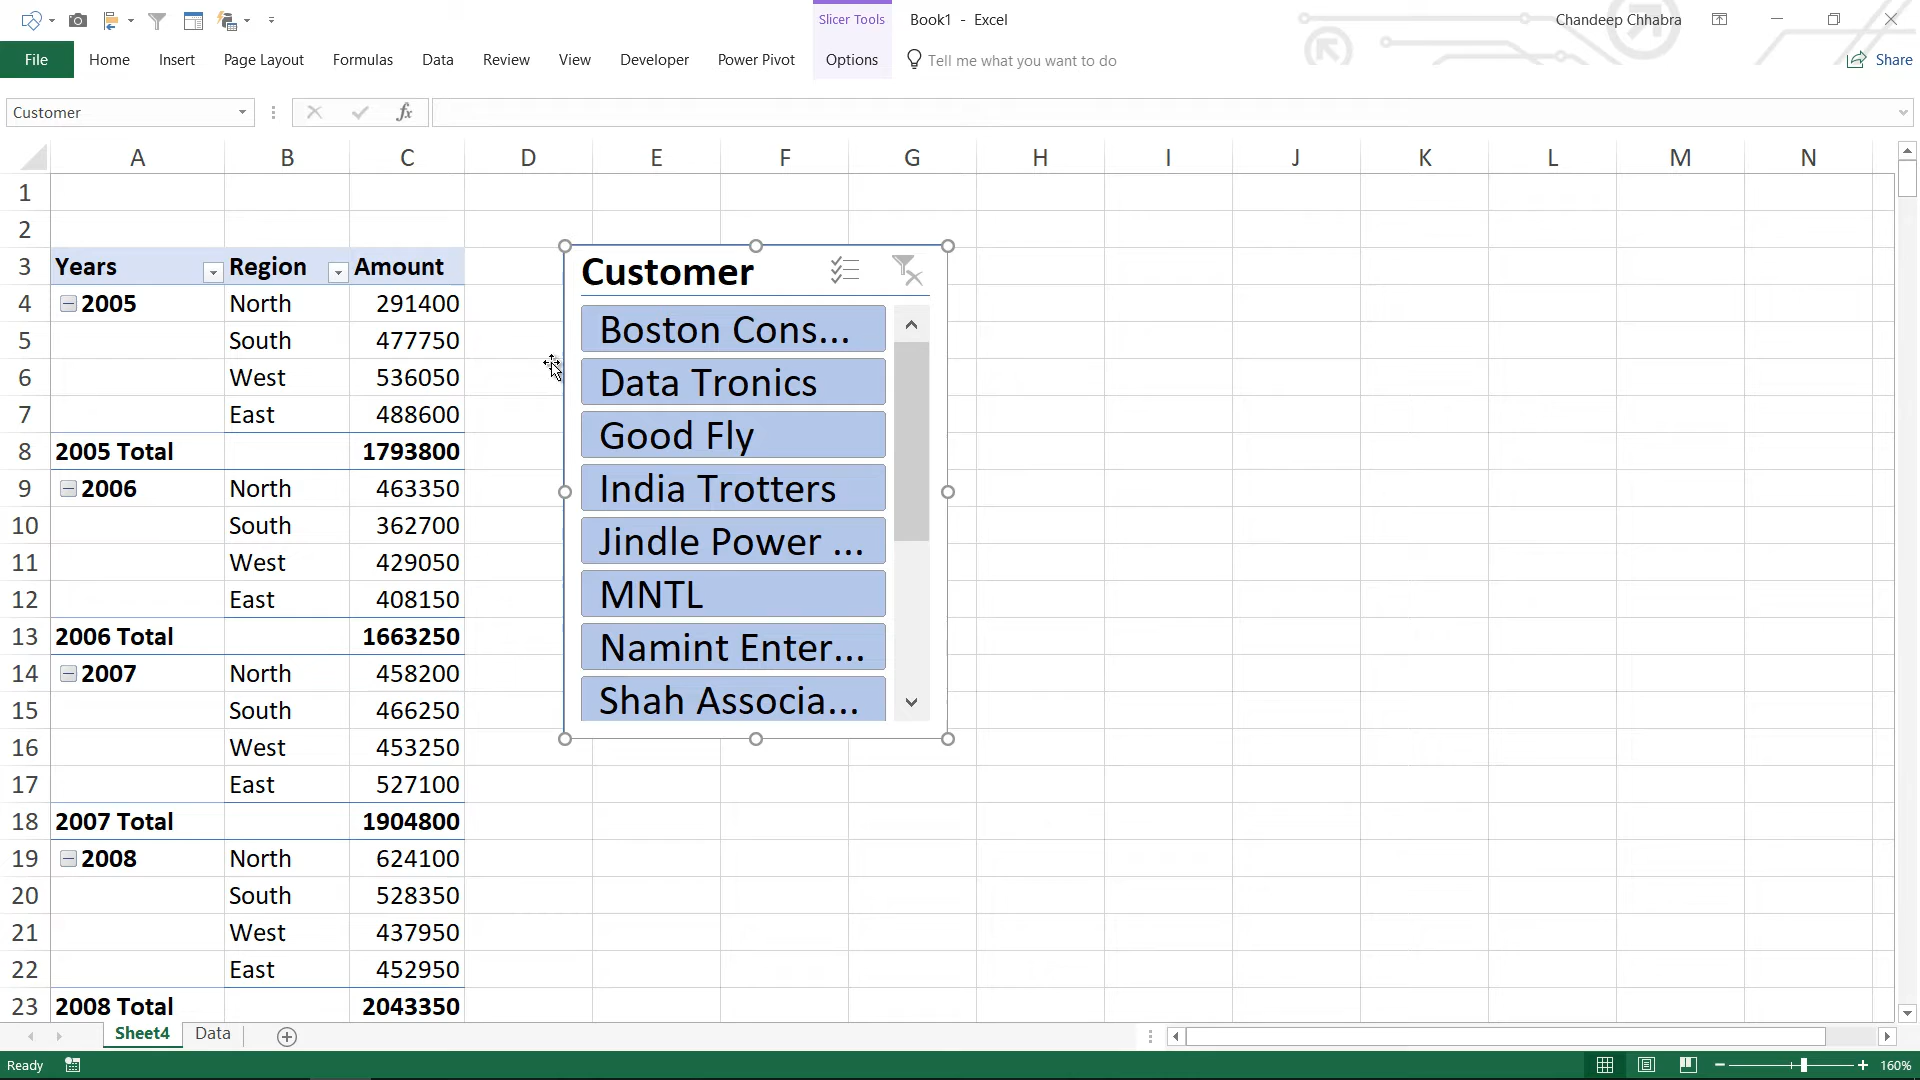 Slicer Tools Book1 - Excel Chandeep Chhabra
File Home Insert Page Layout Formulas Data Review View Developer Power Pivot Options Tell me what you want to do Share
Customer fx
A B C D E F G H I J K L M N
1
2
3 Years Region Amount
4 2005 North 291400
5 South 477750
6 West 536050
7 East 488600
8 2005 Total 1793800
9 2006 North 463350
10 South 362700
11 West 429050
12 East 408150
13 2006 Total 1663250
14 2007 North 458200
15 South 466250
16 West 453250
17 East 527100
18 2007 Total 1904800
19 2008 North 624100
20 South 528350
21 West 437950
22 East 452950
23 2008 Total 2043350
Customer
Boston Cons...
Data Tronics
Good Fly
India Trotters
Jindle Power ...
MNTL
Namint Enter...
Shah Associa...
Sheet4 Data
Ready 160%